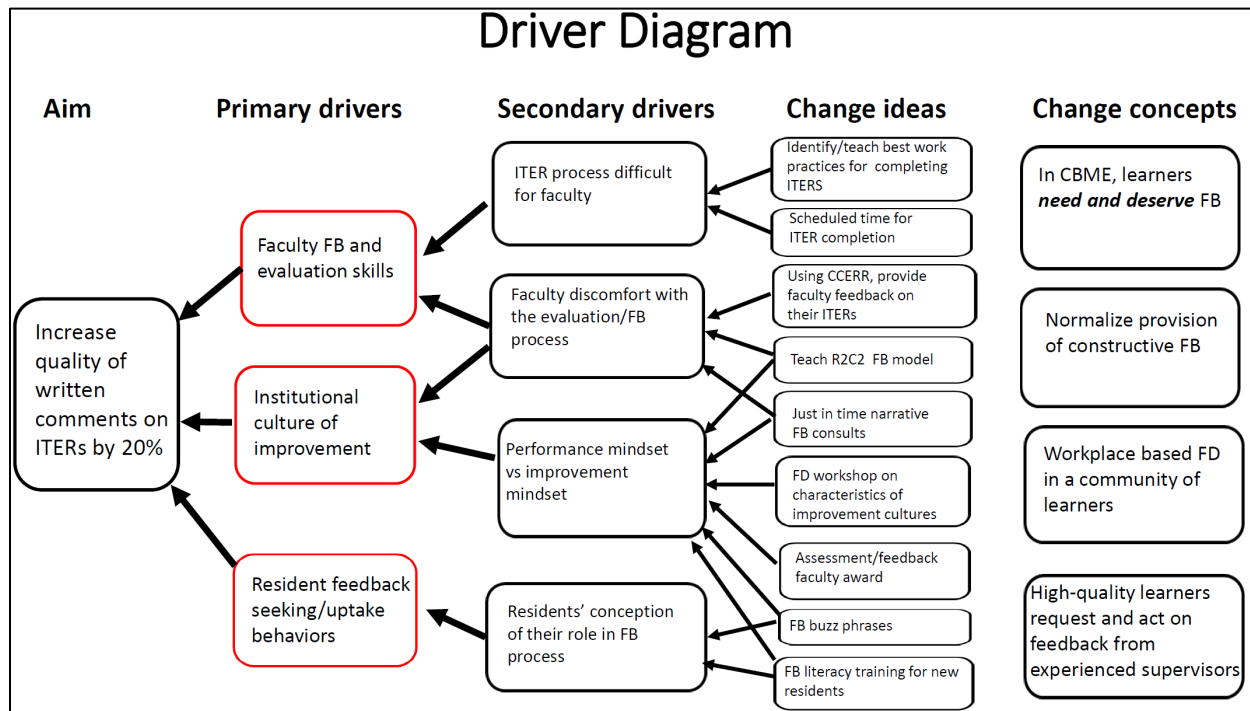 Driver Diagram
Aim
Primary drivers
Secondary drivers
Change ideas
Change concepts
Increase
quality of
written
comments on
ITERs by 20%
Faculty FB and
evaluation skills
Institutional
culture of
improvement
Resident feedback
seeking/uptake
behaviors
ITER process difficult
for faculty
Faculty discomfort with
the evaluation/FB
process
Performance mindset
vs improvement
mindset
Residents’ conception
of their role in FB
process
Identify/teach best work
practices for completing
ITERS
Scheduled time for
ITER completion
Using CCERR, provide
faculty feedback on
their ITERs
Teach R2C2 FB model
Just in time narrative
FB consults
FD workshop on
characteristics of
improvement cultures
Assessment/feedback
faculty award
FB buzz phrases
FB literacy training for new
residents
In CBME, learners
need and deserve FB
Normalize provision
of constructive FB
Workplace based FD
in a community of
learners
High-quality learners
request and act on
feedback from
experienced supervisors